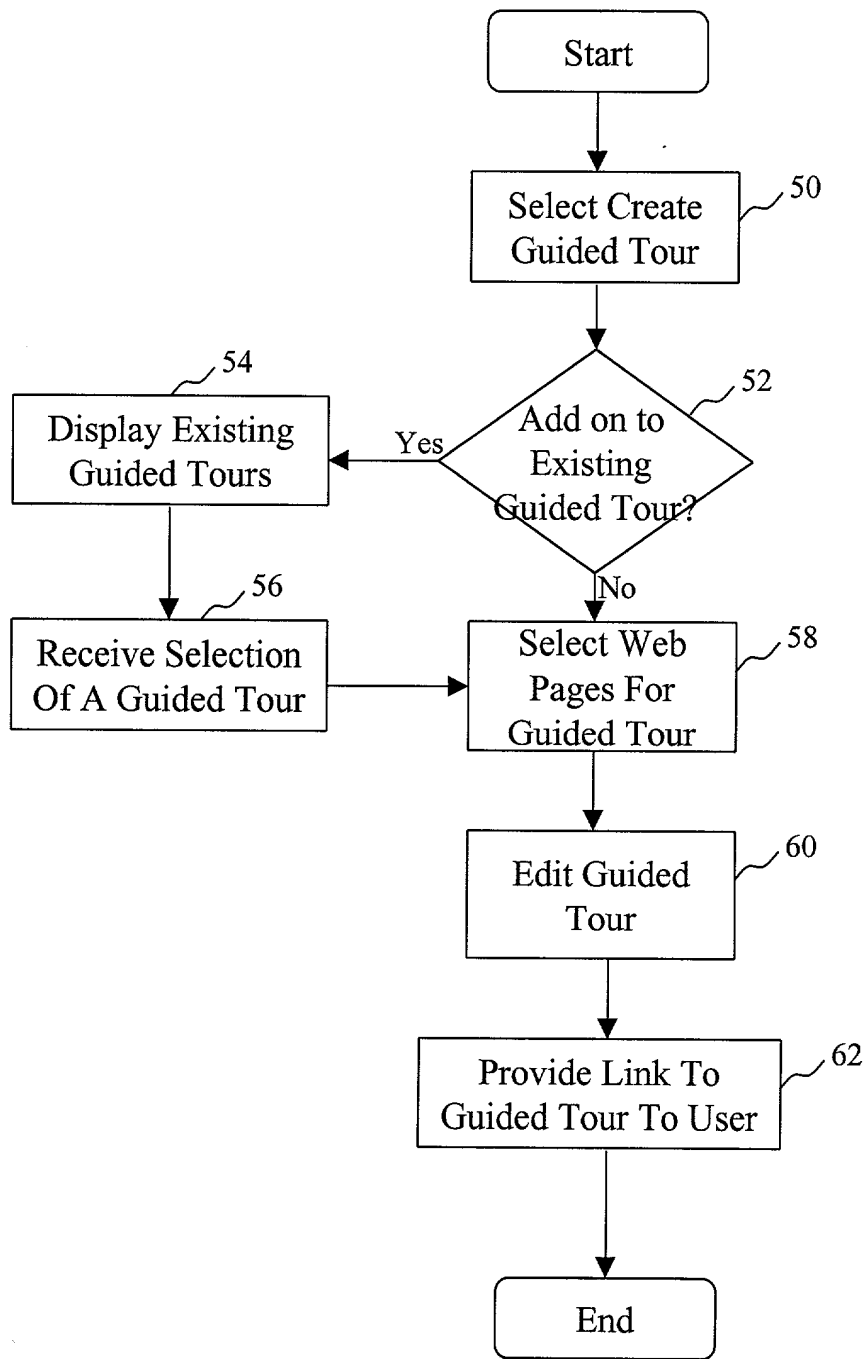 Start
50
Select Create
Guided Tour
52
Add on to
Existing
Guided Tour?
Yes
54
Display Existing
Guided Tours
56
Receive Selection
Of A Guided Tour
No
58
Select Web
Pages For
Guided Tour
60
Edit Guided
Tour
62
Provide Link To
Guided Tour To User
End